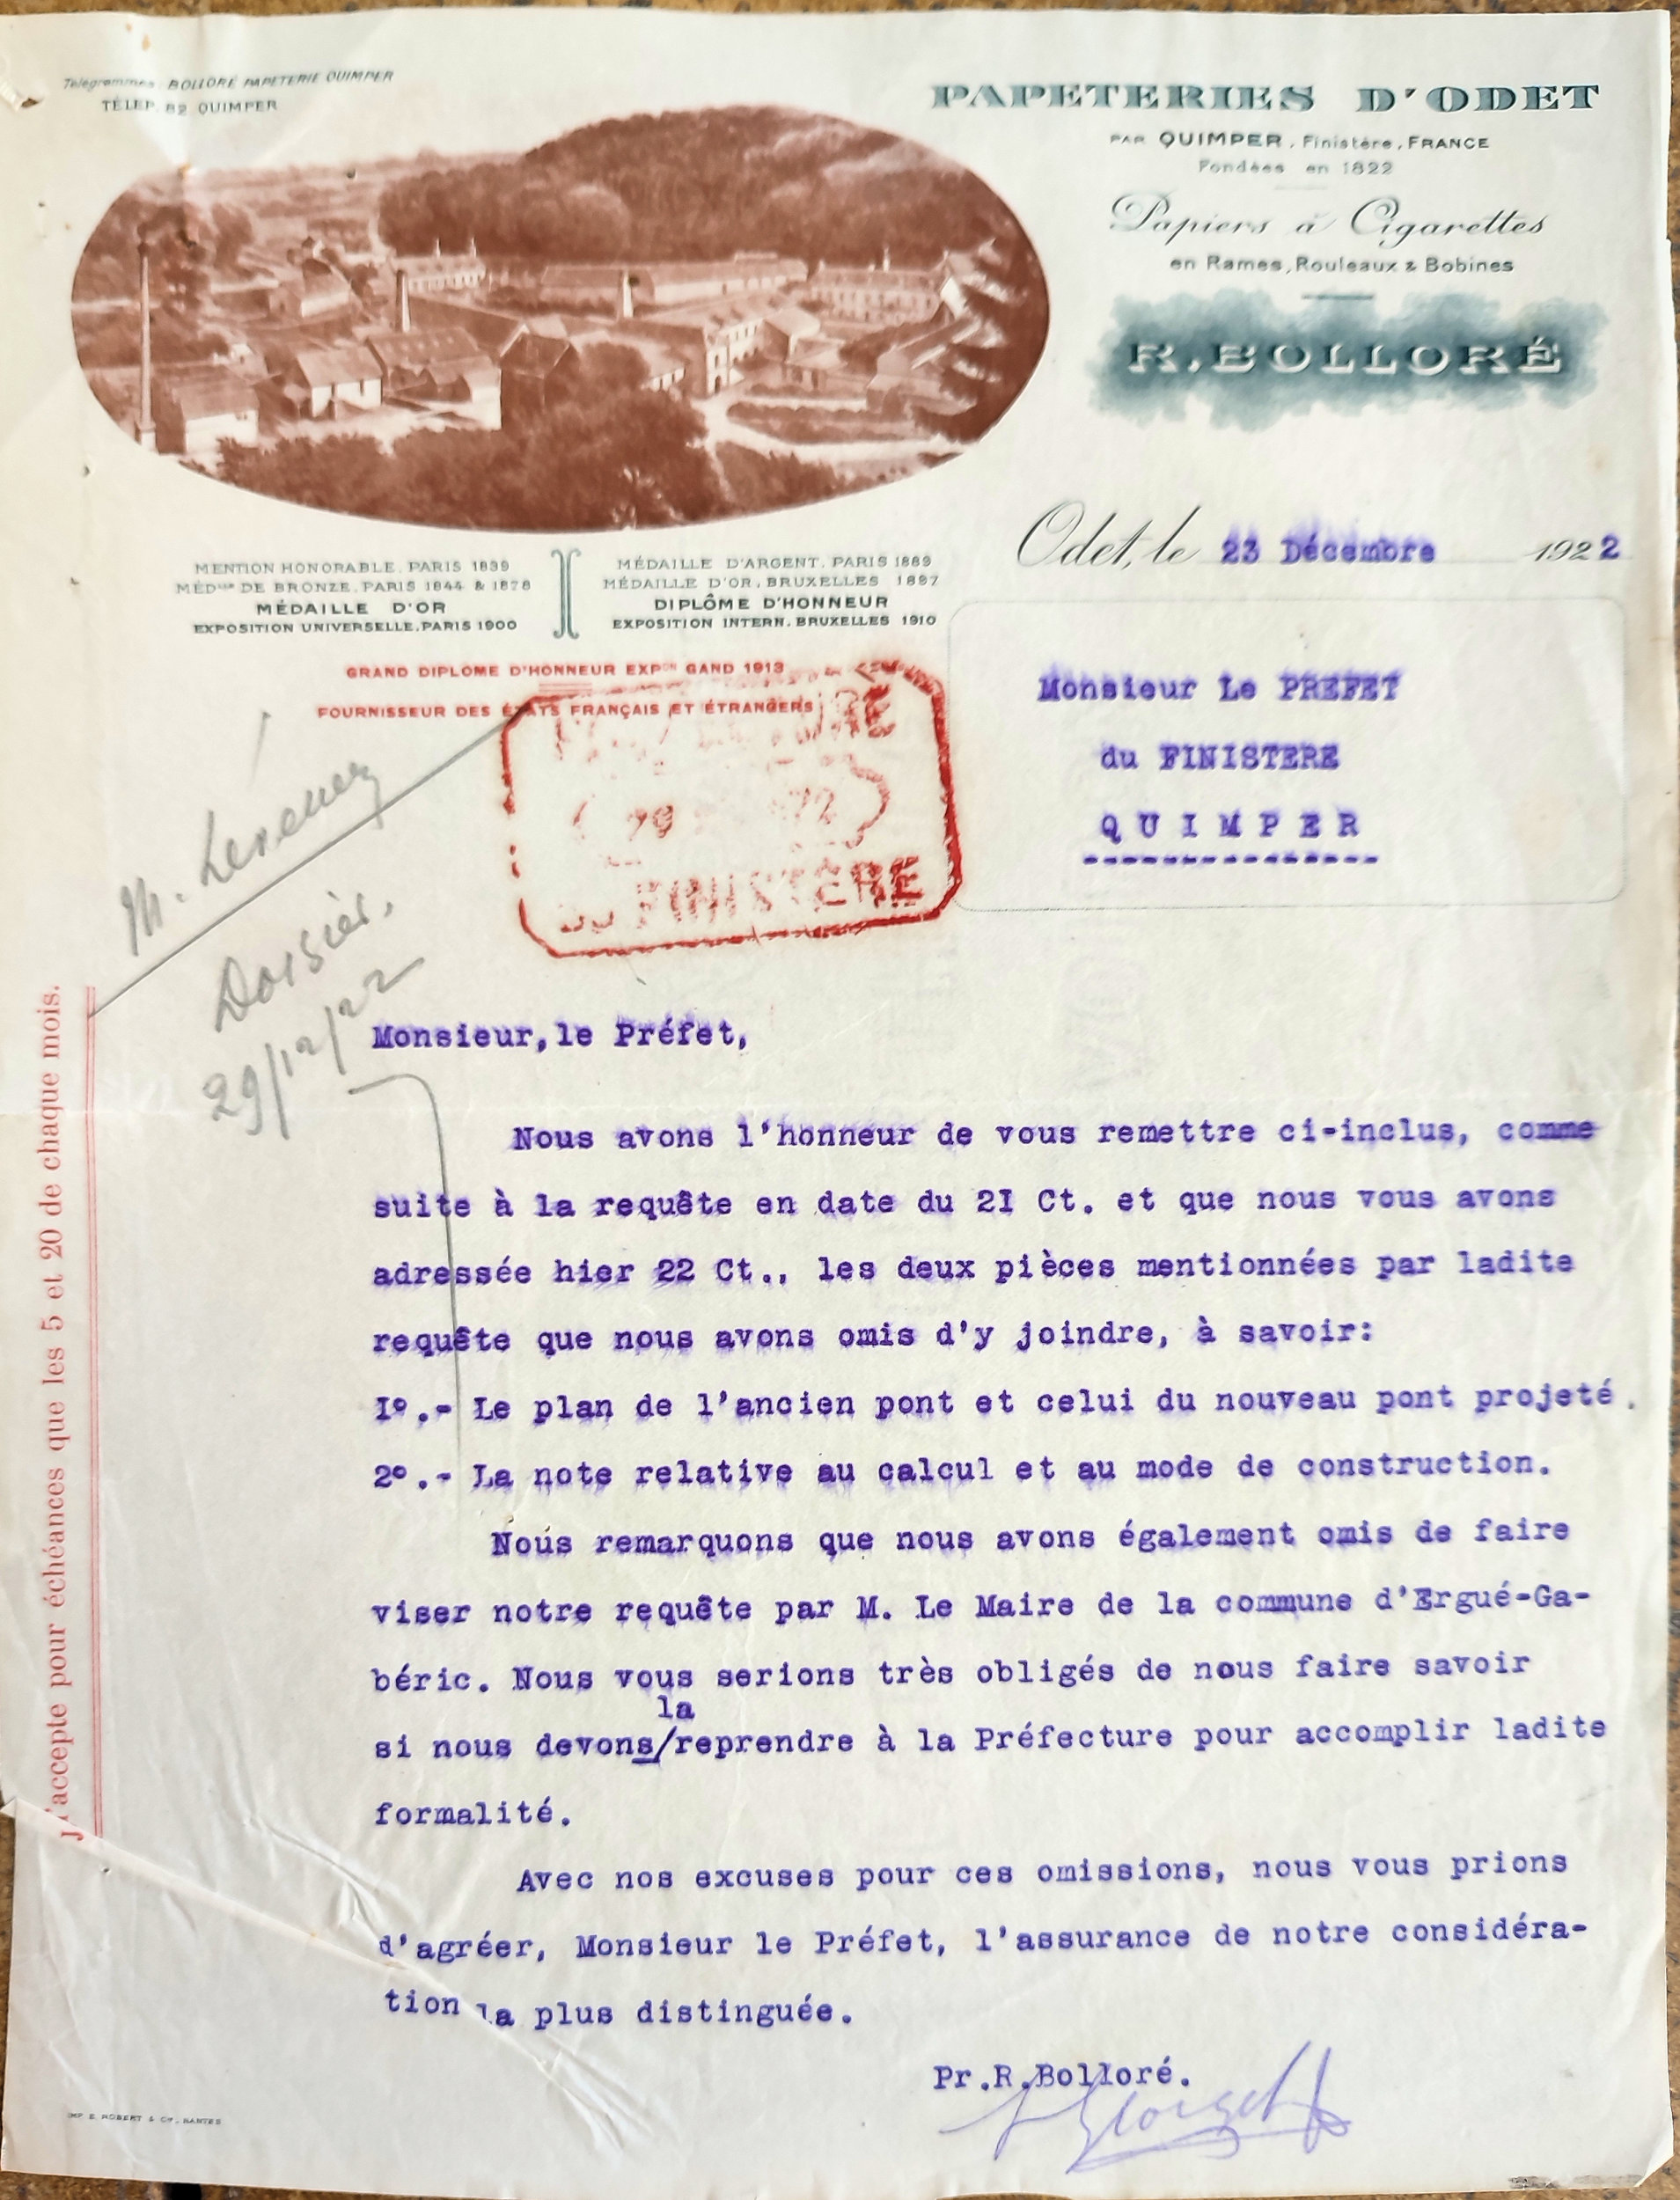 Télégrammes : BOLLORÉ PAPETERIE QUIMPER
TÉLEP. 82 QUIMPER
PAPETERIES D'ODET
PAR QUIMPER, Finistère, FRANCE
Fondées en 1822
Papiers à Cigarettes
en Rames, Rouleaux & Bobines
R. BOLLORÉ
Odet, le 23 Décembre 1922
MENTION HONORABLE, PARIS 1839
MÉDAILLE D'ARGENT, PARIS 1889
MÉDᵃⁱˡˡᵉ DE BRONZE, PARIS 1844 & 1878
MÉDAILLE D'OR, BRUXELLES 1897
MÉDAILLE D'OR
DIPLÔME D'HONNEUR
EXPOSITION UNIVERSELLE, PARIS 1900
EXPOSITION INTERN. BRUXELLES 1910
GRAND DIPLOME D'HONNEUR EXPᵒⁿ GAND 1913
FOURNISSEUR DES ÉTATS FRANÇAIS ET ÉTRANGERS
Monsieur Le PREFET
du FINISTERE
QUIMPER
29
DU FINISTÈRE
M.
Dossier,
29/12/22
Monsieur, le Préfet,
Nous avons l'honneur de vous remettre ci-inclus, comme
suite à la requête en date du 2I Ct. et que nous vous avons
adressée hier 22 Ct., les deux pièces mentionnées par ladite
requête que nous avons omis d'y joindre, à savoir:
I°.- Le plan de l'ancien pont et celui du nouveau pont projeté.
2°.- La note relative au calcul et au mode de construction.
Nous remarquons que nous avons également omis de faire
viser notre requête par M. Le Maire de la commune d'Ergué-Ga-
béric. Nous vous serions très obligés de nous faire savoir
la
si nous devons/reprendre à la Préfecture pour accomplir ladite
formalité.
Avec nos excuses pour ces omissions, nous vous prions
d'agréer, Monsieur le Préfet, l'assurance de notre considéra-
tion la plus distinguée.
Pr.R.Bolloré.
J'accepte pour échéances que les 5 et 20 de chaque mois.
IMP. E. ROBERT & Cⁱᵉ, NANTES